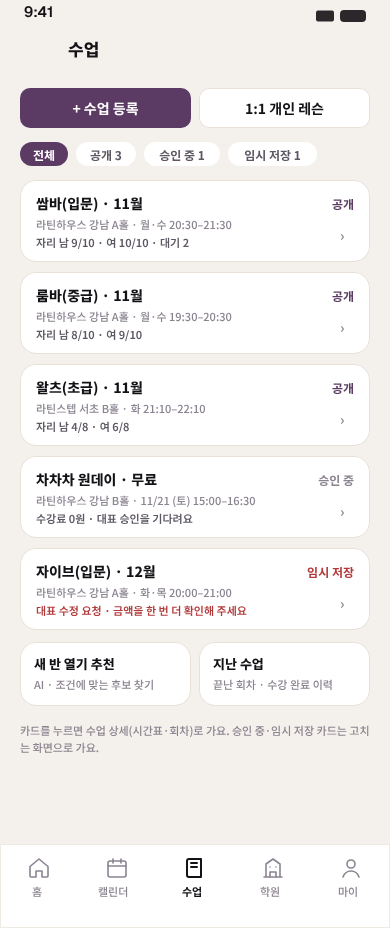 9:41
수업
+ 수업 등록
1:1 개인 레슨
전체
공개 3
승인 중 1
임시 저장 1
쌈바(입문) · 11월
공개
라틴하우스 강남 A홀 · 월·수 20:30–21:30
자리 남 9/10 · 여 10/10 · 대기 2
›
룸바(중급) · 11월
공개
라틴하우스 강남 A홀 · 월·수 19:30–20:30
자리 남 8/10 · 여 9/10
›
왈츠(초급) · 11월
공개
라틴스텝 서초 B홀 · 화 21:10–22:10
자리 남 4/8 · 여 6/8
›
차차차 원데이 · 무료
승인 중
라틴하우스 강남 B홀 · 11/21 (토) 15:00–16:30
수강료 0원 · 대표 승인을 기다려요
›
자이브(입문) · 12월
임시 저장
라틴하우스 강남 A홀 · 화·목 20:00–21:00
대표 수정 요청 · 금액을 한 번 더 확인해 주세요
›
새 반 열기 추천
AI · 조건에 맞는 후보 찾기
지난 수업
끝난 회차 · 수강 완료 이력
카드를 누르면 수업 상세(시간표·회차)로 가요. 승인 중·임시 저장 카드는 고치
는 화면으로 가요.
홈
캘린더
수업
학원
마이